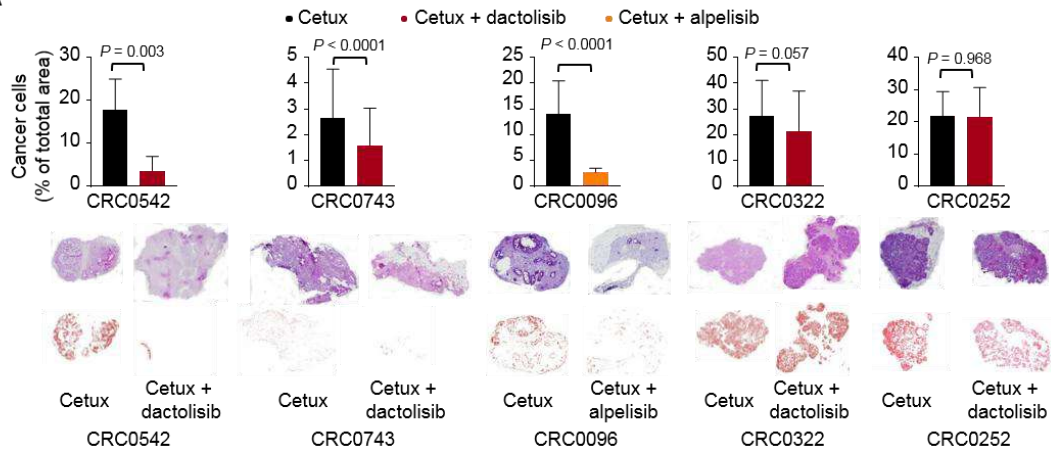 Cetux Cetux + dactolisib Cetux + alpelisib
Cancer cells
(% of tototal area)
30
20
10
0
P = 0.003
CRC0542
5
4
3
2
1
0
P < 0.0001
CRC0743
25
20
15
10
5
0
P < 0.0001
CRC0096
50
40
30
20
10
0
P = 0.057
CRC0322
40
30
20
10
0
P = 0.968
CRC0252
Cetux
Cetux +
dactolisib
CRC0542
Cetux
Cetux +
dactolisib
CRC0743
Cetux
Cetux +
alpelisib
CRC0096
Cetux
Cetux +
dactolisib
CRC0322
Cetux
Cetux +
dactolisib
CRC0252